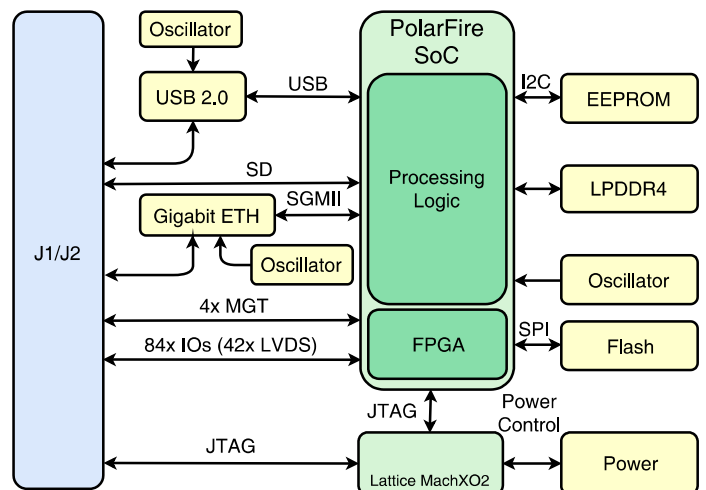 Oscillator
PolarFire
SoC
USB 2.0
USB
I2C
EEPROM
SD
Processing
Logic
LPDDR4
SGMII
Gigabit ETH
J1/J2
Oscillator
Oscillator
4x MGT
84x IOs (42x LVDS)
FPGA
SPI
Flash
JTAG
Power
Control
JTAG
Lattice MachXO2
Power